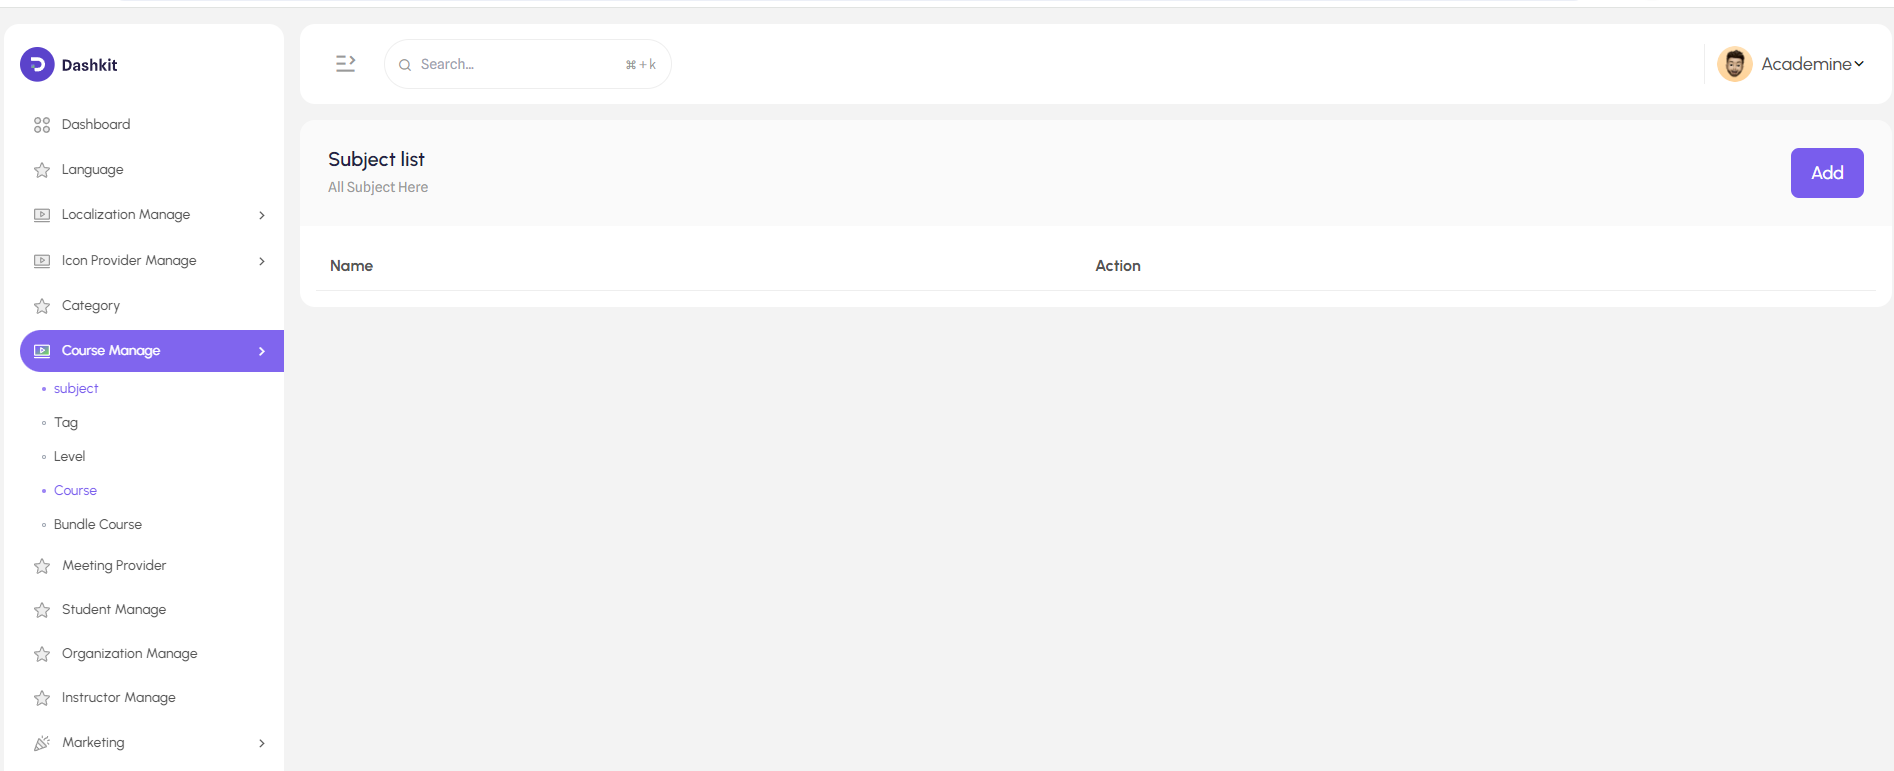 Dashkit
Dashboard
Language
Localization Manage
Icon Provider Manage
Category
Course Manage
subject
Tag
Level
Course
Bundle Course
Meeting Provider
Student Manage
Organization Manage
Instructor Manage
Marketing
Search... ⌘+k
Academine
Subject list
All Subject Here
Add
Name Action